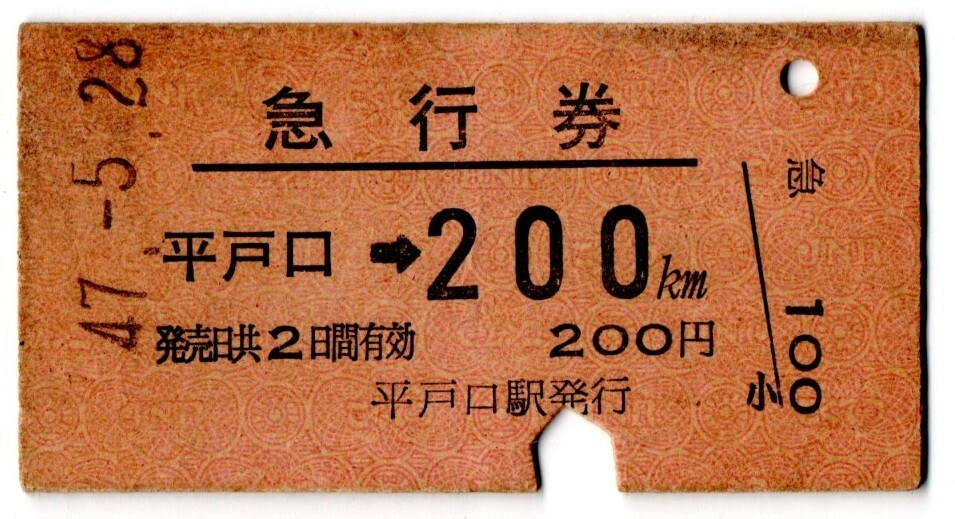 急行券
平戸口➡200km
発売日共2日間有効 200円
平戸口駅発行
47.-5.28
急 100
小